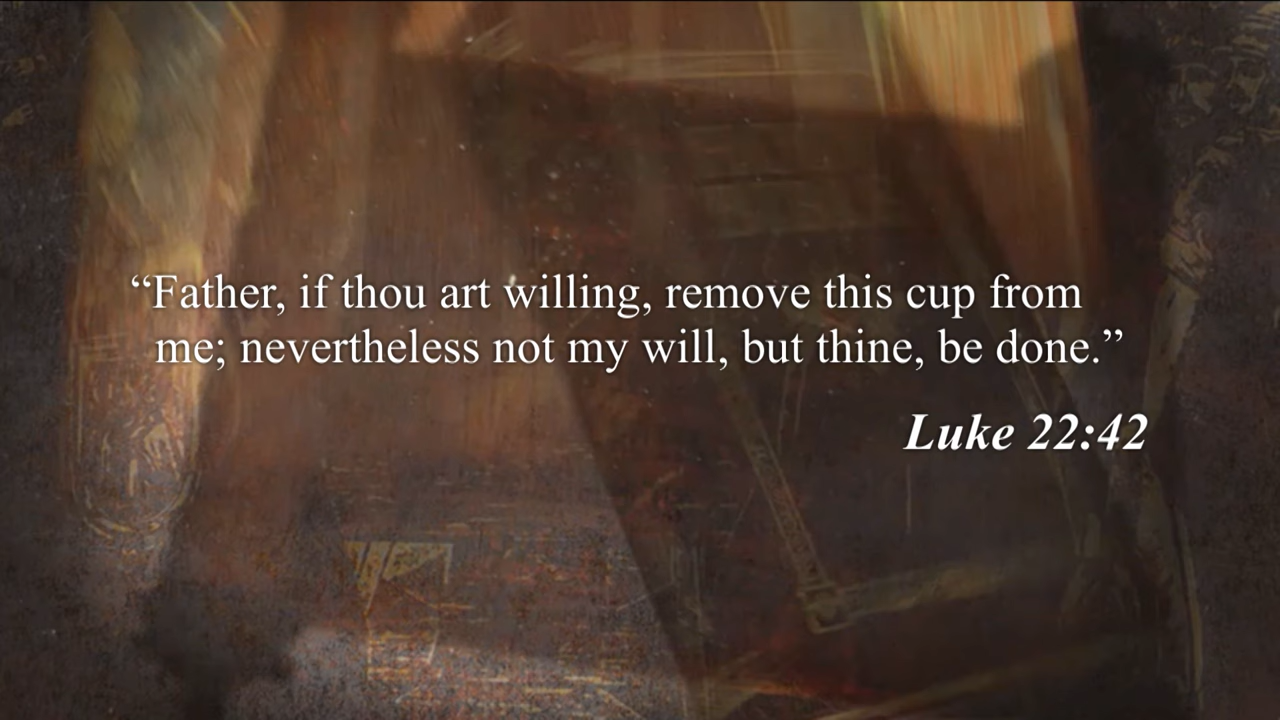 “Father, if thou art willing, remove this cup from
me; nevertheless not my will, but thine, be done.”
Luke 22:42